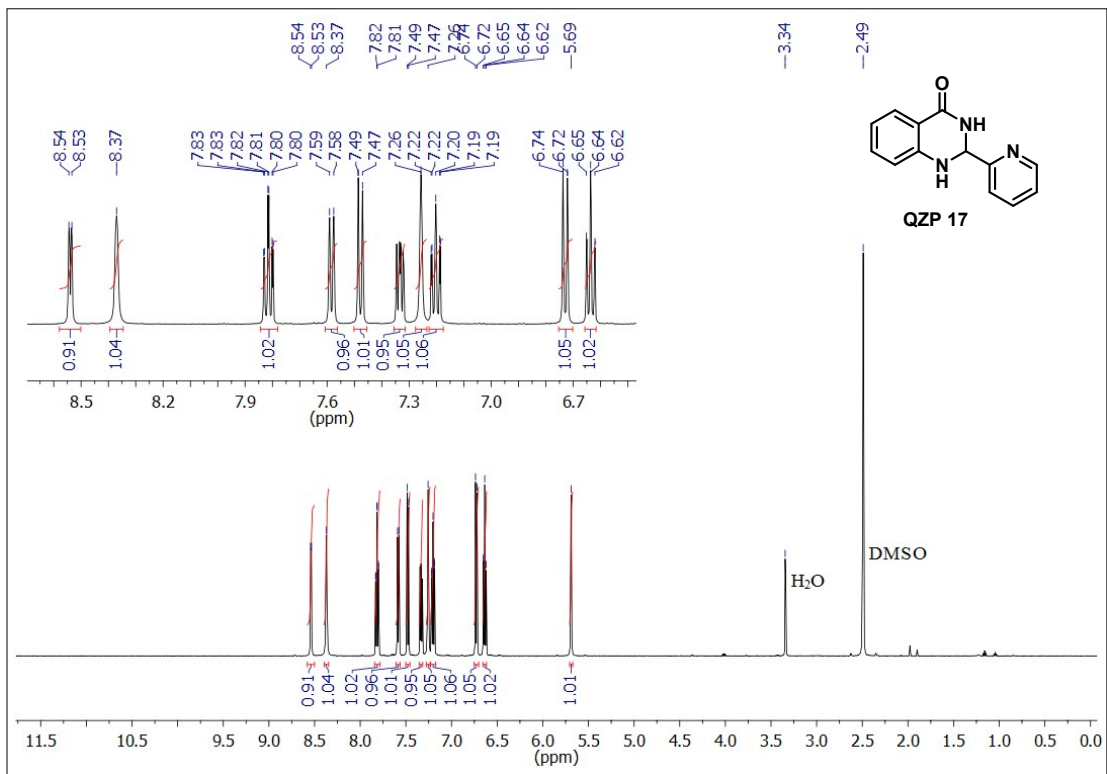 8.54 8.53 8.37 7.82 7.81 7.49 7.47 7.26 6.74 6.72 6.65 6.64 6.62 5.69 3.34 2.49
8.54 8.53 8.37 7.83 7.83 7.82 7.81 7.80 7.80 7.59 7.58 7.49 7.47 7.26 7.22 7.22 7.20 7.19 7.19 6.74 6.72 6.65 6.64 6.62
O
NH
N
N
H
QZP 17
0.91 1.04 1.02 0.96 1.01 0.95 1.05 1.06 1.05 1.02
8.5 8.2 7.9 7.6 7.3 7.0 6.7
(ppm)
DMSO
H2O
0.91 1.04 1.02 0.96 1.01 0.95 1.05 1.06 1.05 1.02 1.01
11.5 10.5 9.5 9.0 8.5 8.0 7.5 7.0 6.5 6.0 5.5 5.0 4.5 4.0 3.5 3.0 2.5 2.0 1.5 1.0 0.5 0.0
(ppm)